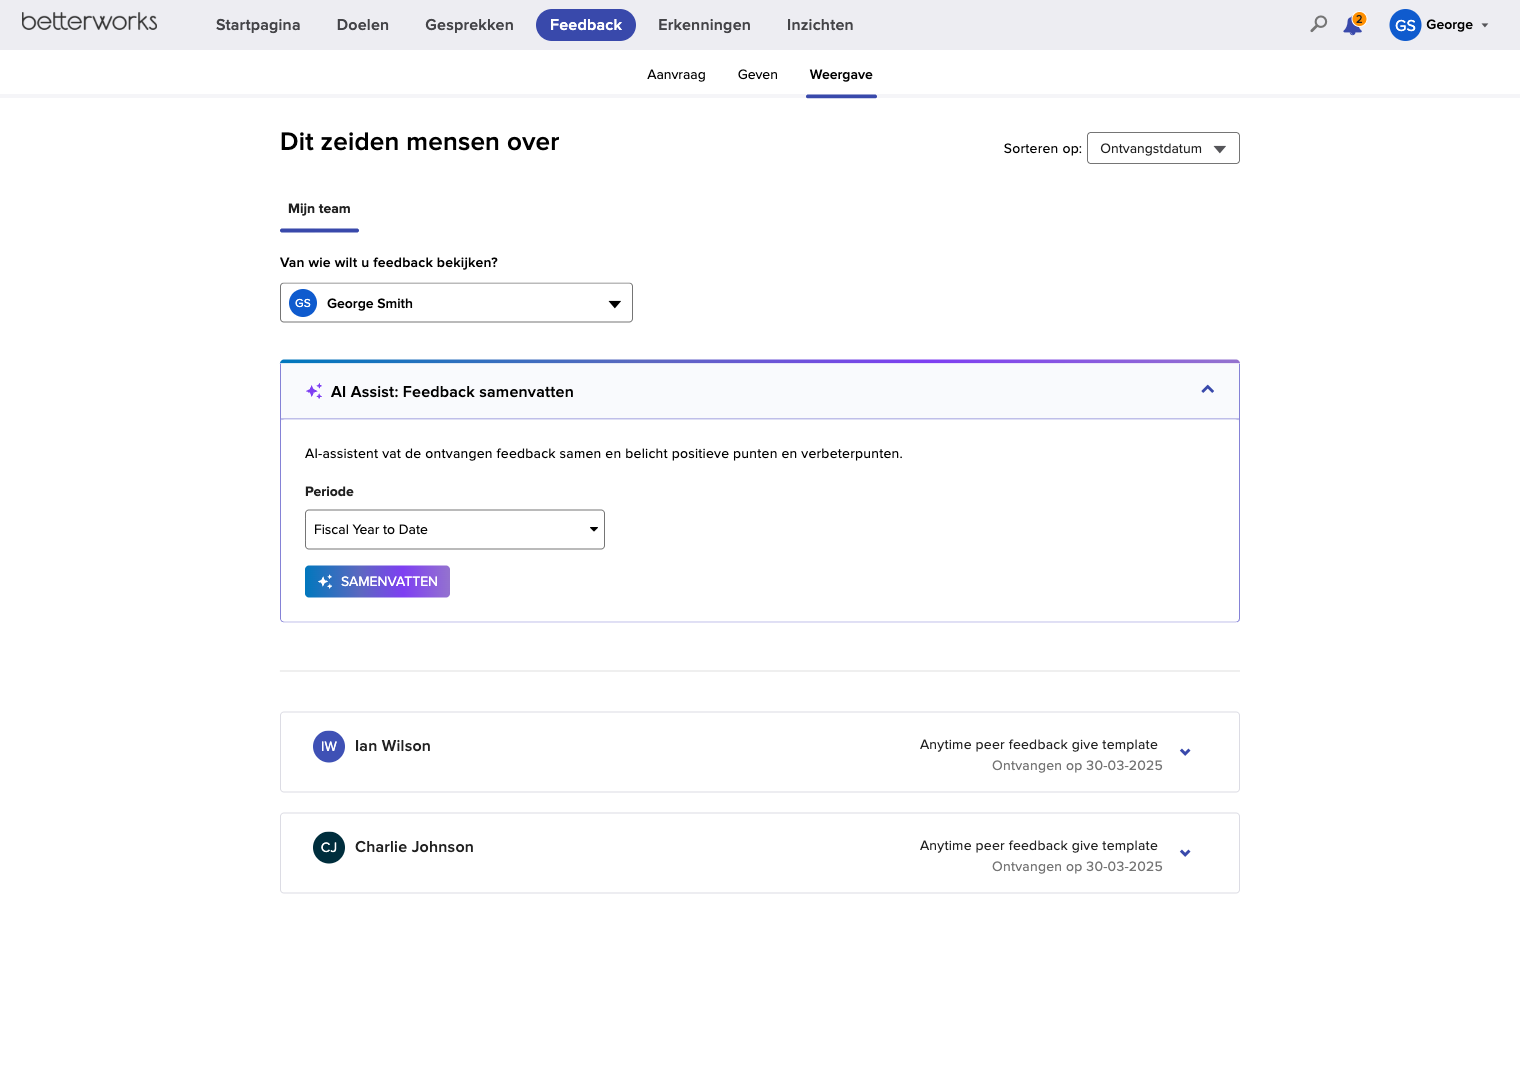 betterworks Startpagina Doelen Gesprekken Feedback Erkenningen Inzichten 2 GS George
Aanvraag Geven Weergave
Dit zeiden mensen over
Sorteren op: Ontvangstdatum
Mijn team
Van wie wilt u feedback bekijken?
GS George Smith
AI Assist: Feedback samenvatten
AI-assistent vat de ontvangen feedback samen en belicht positieve punten en verbeterpunten.
Periode
Fiscal Year to Date
SAMENVATTEN
IW Ian Wilson Anytime peer feedback give template
Ontvangen op 30-03-2025
CJ Charlie Johnson Anytime peer feedback give template
Ontvangen op 30-03-2025